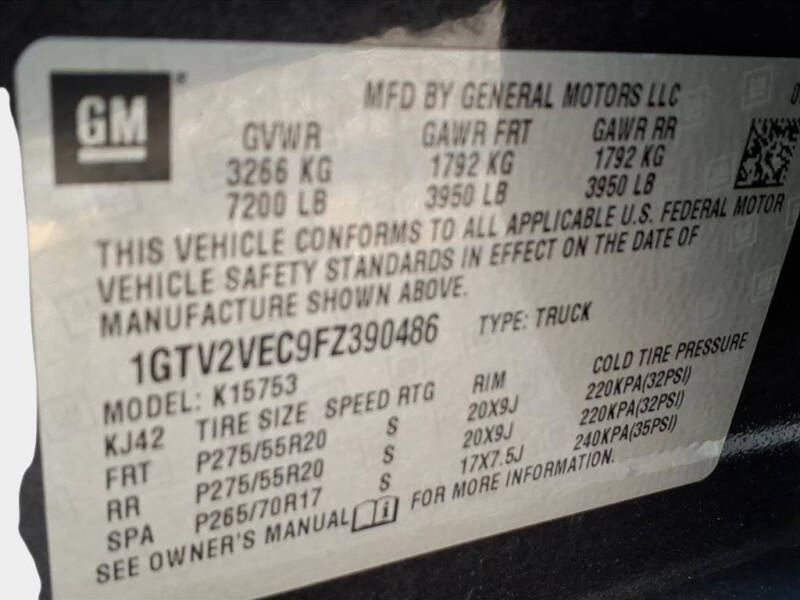 GM MFD BY GENERAL MOTORS LLC
GVWR GAWR FRT GAWR RR
3266 KG 1792 KG 1792 KG
7200 LB 3950 LB 3950 LB
THIS VEHICLE CONFORMS TO ALL APPLICABLE U.S. FEDERAL MOTOR
VEHICLE SAFETY STANDARDS IN EFFECT ON THE DATE OF
MANUFACTURE SHOWN ABOVE.
1GTV2VEC9FZ390486 TYPE: TRUCK
MODEL: K15753
KJ42 TIRE SIZE SPEED RTG RIM COLD TIRE PRESSURE
FRT P275/55R20 S 20X9J 220KPA(32PSI)
RR P275/55R20 S 20X9J 220KPA(32PSI)
SPA P265/70R17 S 17X7.5J 240KPA(35PSI)
SEE OWNER'S MANUAL FOR MORE INFORMATION.